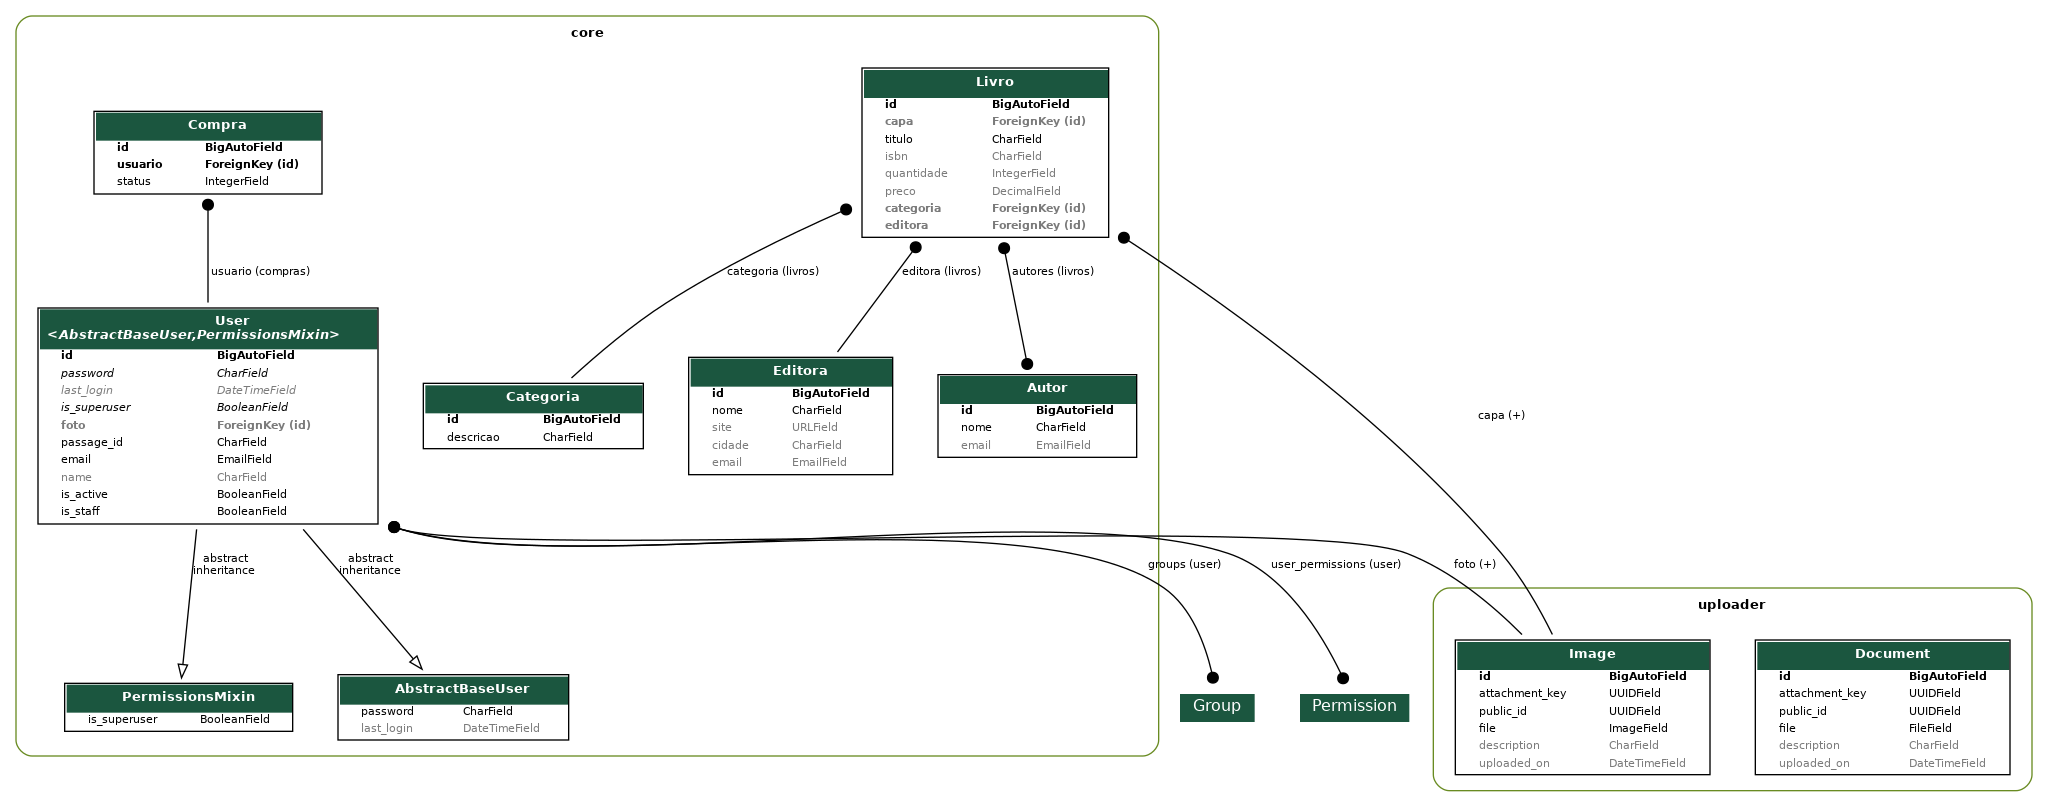 core
Compra
id BigAutoField
usuario ForeignKey (id)
status IntegerField
Livro
id BigAutoField
capa ForeignKey (id)
titulo CharField
isbn CharField
quantidade IntegerField
preco DecimalField
categoria ForeignKey (id)
editora ForeignKey (id)
usuario (compras)
categoria (livros)
editora (livros)
autores (livros)
capa (+)
User
<AbstractBaseUser,PermissionsMixin>
id BigAutoField
password CharField
last_login DateTimeField
is_superuser BooleanField
foto ForeignKey (id)
passage_id CharField
email EmailField
name CharField
is_active BooleanField
is_staff BooleanField
Categoria
id BigAutoField
descricao CharField
Editora
id BigAutoField
nome CharField
site URLField
cidade CharField
email EmailField
Autor
id BigAutoField
nome CharField
email EmailField
abstract
inheritance
abstract
inheritance
groups (user)
user_permissions (user)
foto (+)
PermissionsMixin
is_superuser BooleanField
AbstractBaseUser
password CharField
last_login DateTimeField
Group
Permission
uploader
Image
id BigAutoField
attachment_key UUIDField
public_id UUIDField
file ImageField
description CharField
uploaded_on DateTimeField
Document
id BigAutoField
attachment_key UUIDField
public_id UUIDField
file FileField
description CharField
uploaded_on DateTimeField